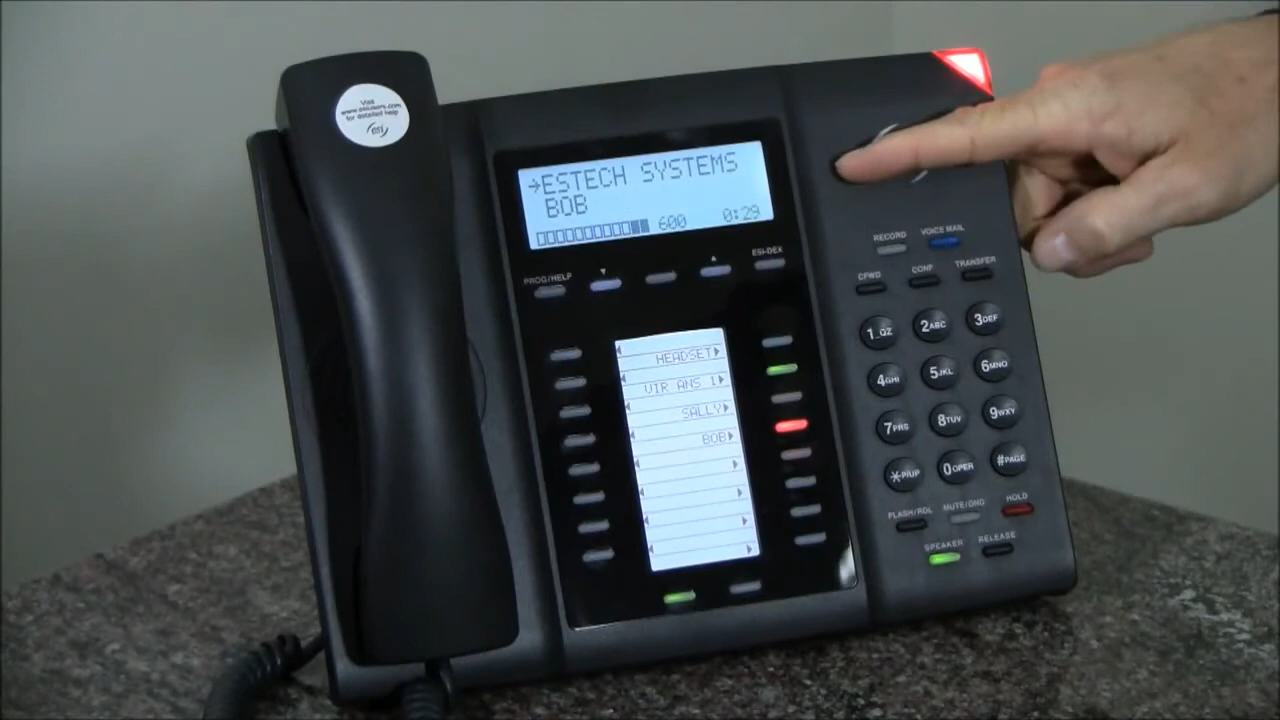 Visit
www.esiusers.com
for detailed help
esi
→ESTECH SYSTEMS
BOB
600 0:29
PROG/HELP
ESI-DEX
RECORD
VOICE MAIL
CFWD
CONF
TRANSFER
HEADSET
VIR ANS 1
SALLY
BOB
1 QZ
2 ABC
3 DEF
4 GHI
5 JKL
6 MNO
7 PRS
8 TUV
9 WXY
*P/UP
0 OPER
#PAGE
FLASH/RDL
MUTE/DND
HOLD
SPEAKER
RELEASE